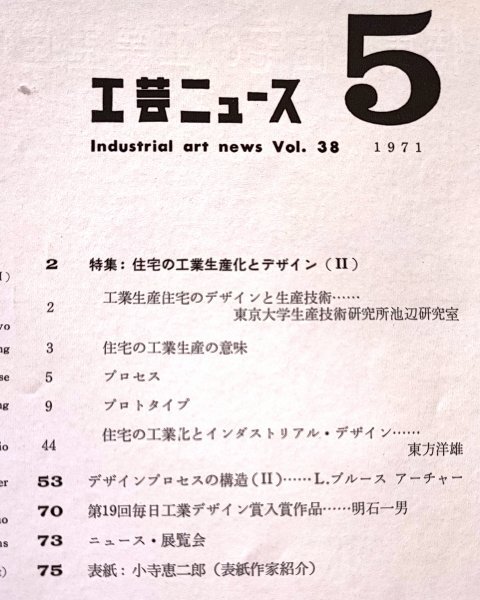 5
工芸ニュース
Industrial art news Vol. 38 1971
2 特集: 住宅の工業生産化とデザイン(II)
2 工業生産住宅のデザインと生産技術……
東京大学生産技術研究所池辺研究室
3 住宅の工業生産の意味
5 プロセス
9 プロトタイプ
44 住宅の工業化とインダストリアル・デザイン……
東方洋雄
53 デザインプロセスの構造(II)……L.ブルース アーチャー
70 第19回毎日工業デザイン賞入賞作品……明石一男
73 ニュース・展覧会
75 表紙: 小寺恵二郎(表紙作家紹介)